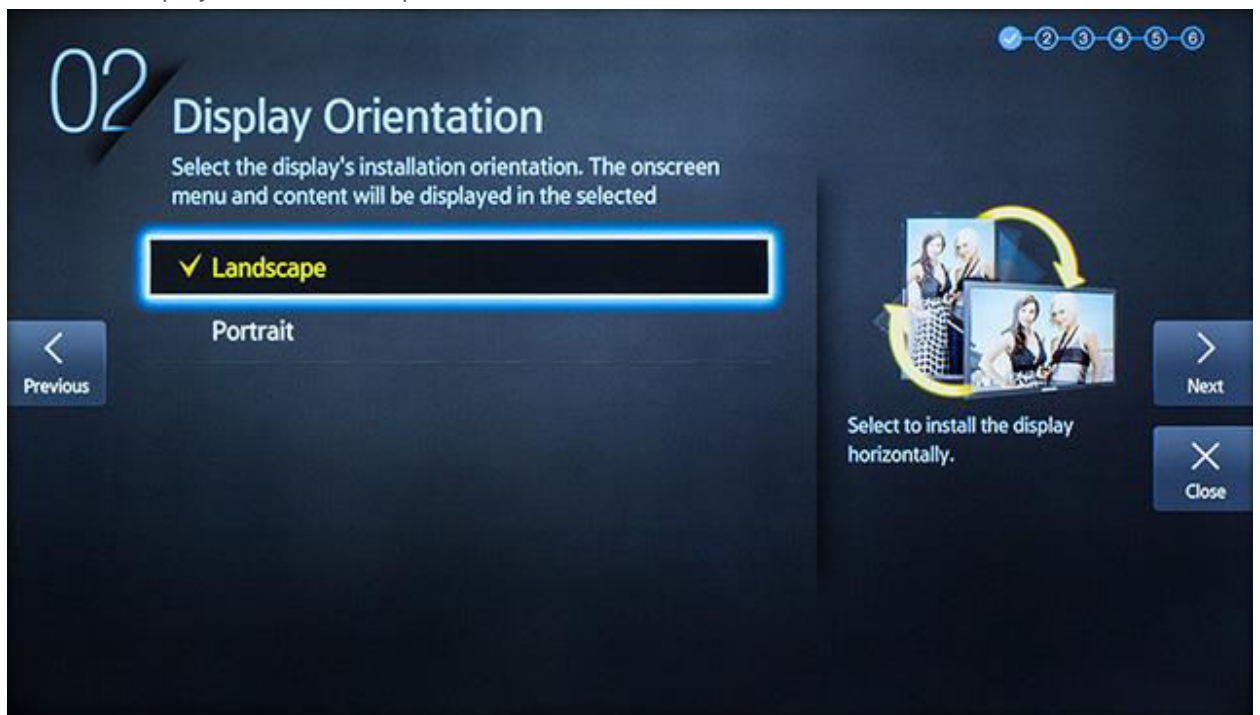 02
Display Orientation
Select the display's installation orientation. The onscreen
menu and content will be displayed in the selected
✓ Landscape
Portrait
Previous
Select to install the display
horizontally.
Next
Close
2 3 4 5 6